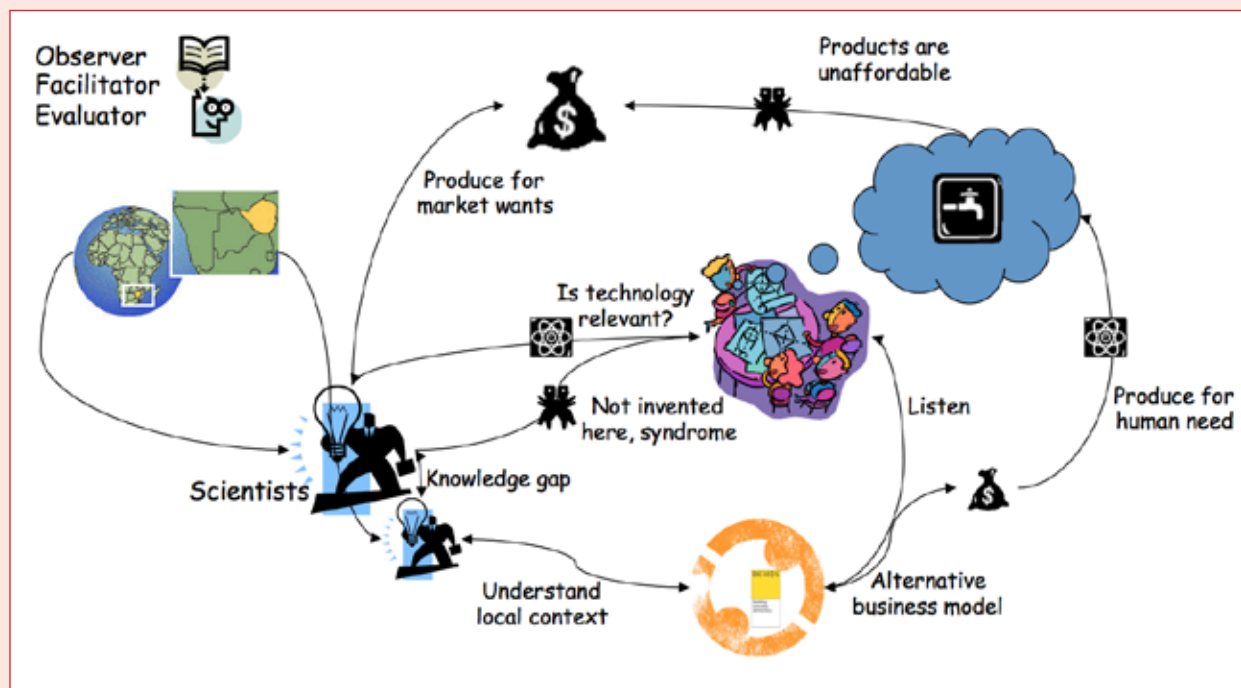 Observer
Facilitator
Evaluator
Products are
unaffordable
$
Produce for
market wants
Is technology
relevant?
Not invented
here, syndrome
Listen
Produce for
human need
Scientists
Knowledge gap
$
Understand
local context
Alternative
business model